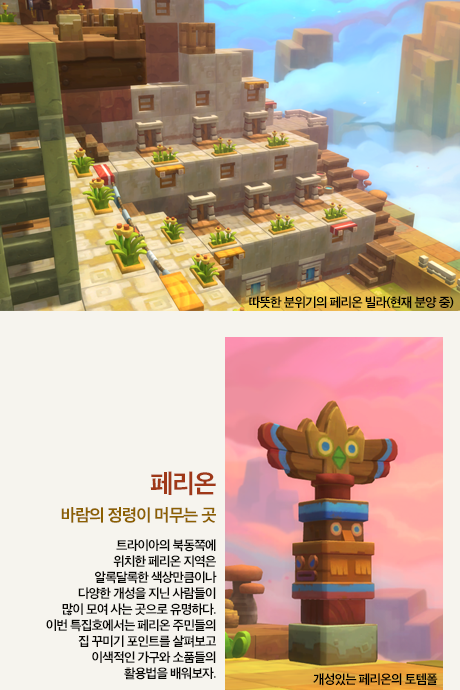 따뜻한 분위기의 페리온 빌라(현재 분양 중)
페리온
바람의 정령이 머무는 곳
트라이아의 북동쪽에
위치한 페리온 지역은
알록달록한 색상만큼이나
다양한 개성을 지닌 사람들이
많이 모여 사는 곳으로 유명하다.
이번 특집호에서는 페리온 주민들의
집 꾸미기 포인트를 살펴보고
이색적인 가구와 소품들의
활용법을 배워보자.
개성있는 페리온의 토템폴